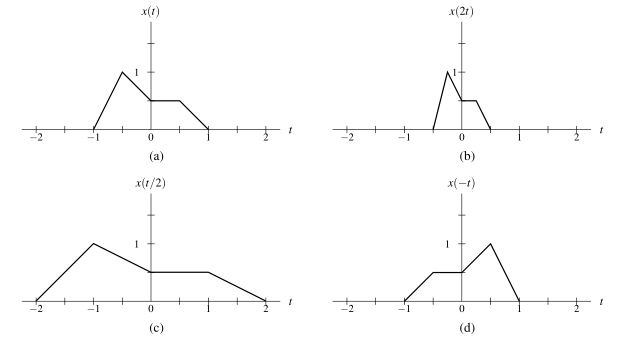 x(t)
1
−2 −1 0 1 2 t
(a)
x(2t)
1
−2 −1 0 1 2 t
(b)
x(t/2)
1
−2 −1 0 1 2 t
(c)
x(−t)
1
−2 −1 0 1 2 t
(d)